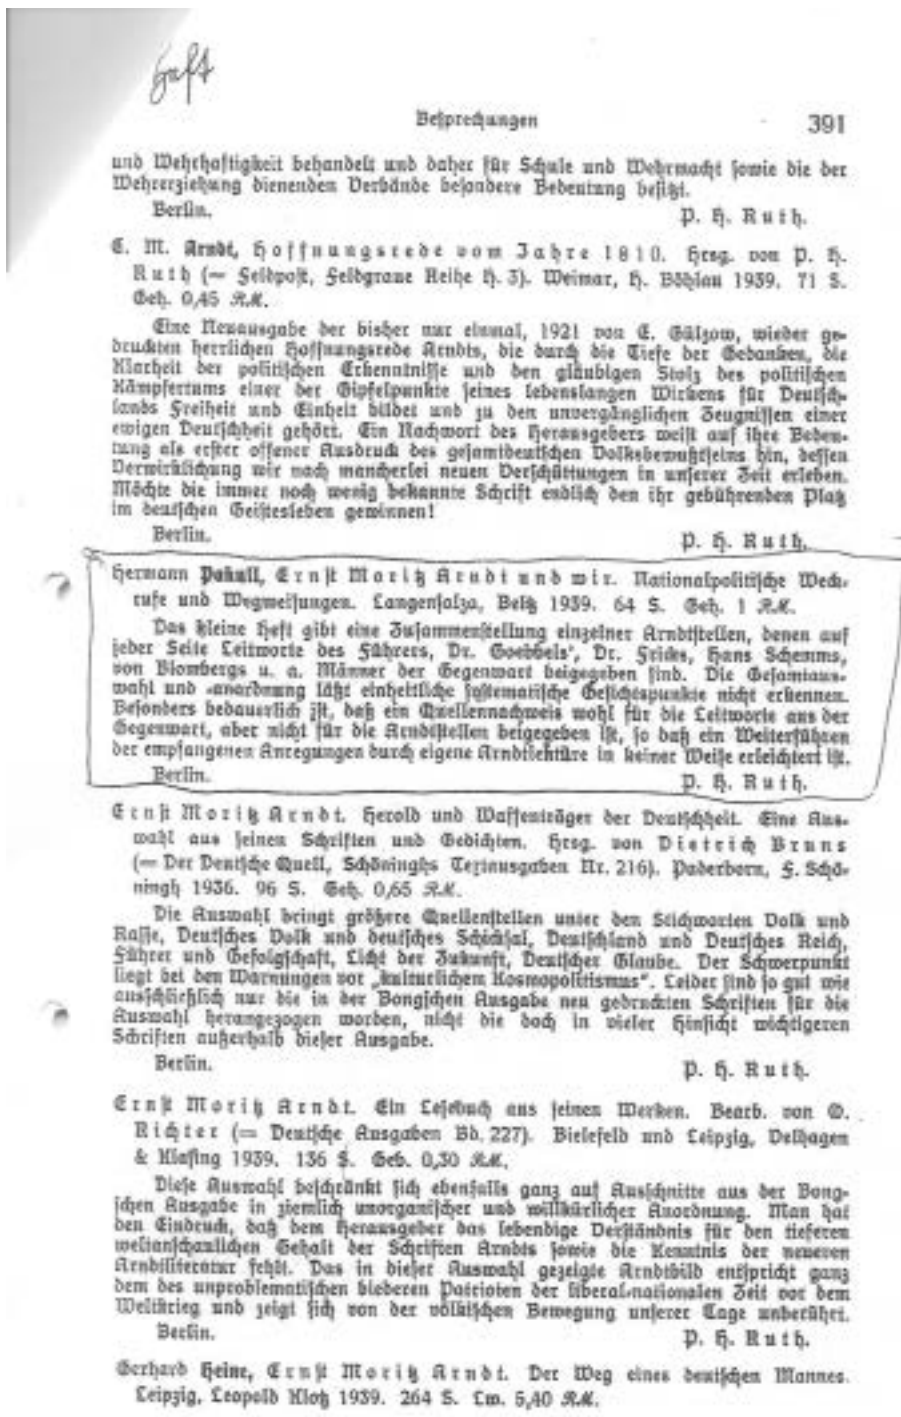 Heft
Besprechungen 391
und Wehrhaftigkeit behandelt und daher für Schule und Wehrmacht sowie die der
Wehrerziehung dienenden Verbände besondere Bedeutung besitzt.
Berlin. P. H. Ruth.
E. M. Arndt, Hoffnungsrede vom Jahre 1810. Hrsg. von P. H.
Ruth (= Feldpost, Feldgraue Reihe H. 3). Weimar, H. Böhlau 1939. 71 S.
Geh. 0,45 RM.
Eine Neuausgabe der bisher nur einmal, 1921 von E. Gülzow, wieder ge-
druckten herrlichen Hoffnungsrede Arndts, die durch die Tiefe der Gedanken, die
Klarheit der politischen Erkenntnisse und den gläubigen Stolz des politischen
Kämpfertums einer der Gipfelpunkte seines lebenslangen Wirkens für Deutsch-
lands Freiheit und Einheit bildet und zu den unvergänglichen Zeugnissen einer
ewigen Deutschheit gehört. Ein Nachwort des Herausgebers weist auf ihre Bedeu-
tung als erster offener Ausdruck des gesamtdeutschen Volksbewußtseins hin, dessen
Verwirklichung wir nach mancherlei neuen Verschüttungen in unserer Zeit erleben.
Möchte die immer noch wenig bekannte Schrift endlich den ihr gebührenden Platz
im deutschen Geistesleben gewinnen!
Berlin. P. H. Ruth.
Hermann Pakull, Ernst Moritz Arndt und wir. Nationalpolitische Weck-
rufe und Wegweisungen. Langensalza, Beltz 1939. 64 S. Geh. 1 RM.
Das kleine Heft gibt eine Zusammenstellung einzelner Arndtstellen, denen auf
jeder Seite Leitworte des Führers, Dr. Goebbels', Dr. Fricks, Hans Schemms,
von Blombergs u. a. Männer der Gegenwart beigegeben sind. Die Gesamtaus-
wahl und -anordnung läßt einheitliche systematische Gesichtspunkte nicht erkennen.
Besonders bedauerlich ist, daß ein Quellennachweis wohl für die Leitworte aus der
Gegenwart, aber nicht für die Arndtstellen beigegeben ist, so daß ein Weiterführen
der empfangenen Anregungen durch eigene Arndtlektüre in keiner Weise erleichtert ist.
Berlin. P. H. Ruth.
Ernst Moritz Arndt. Herold und Waffenträger der Deutschheit. Eine Aus-
wahl aus seinen Schriften und Gedichten. Hrsg. von Dietrich Bruns
(= Der Deutsche Quell, Schöninghs Textausgaben Nr. 216). Paderborn, F. Schö-
ningh 1936. 96 S. Geh. 0,65 RM.
Die Auswahl bringt größere Quellenstellen unter den Stichworten Volk und
Rasse, Deutsches Volk und deutsches Schicksal, Deutschland und Deutsches Reich,
Führer und Gefolgschaft, Licht der Zukunft, Deutscher Glaube. Der Schwerpunkt
liegt bei den Warnungen vor „kulturlichem Kosmopolitismus“. Leider sind so gut wie
ausschließlich nur die in der Bongschen Ausgabe neu gedruckten Schriften für die
Auswahl herangezogen worden, nicht die doch in vieler Hinsicht wichtigeren
Schriften außerhalb dieser Ausgabe.
Berlin. P. H. Ruth.
Ernst Moritz Arndt. Ein Lesebuch aus seinen Werken. Bearb. von O.
Richter (= Deutsche Ausgaben Bd. 227). Bielefeld und Leipzig, Velhagen
& Klasing 1939. 136 S. Geb. 0,30 RM.
Diese Auswahl beschränkt sich ebenfalls ganz auf Ausschnitte aus der Bong-
schen Ausgabe in ziemlich unorganischer und willkürlicher Anordnung. Man hat
den Eindruck, daß dem Herausgeber das lebendige Verständnis für den tieferen
weltanschaulichen Gehalt der Schriften Arndts sowie die Kenntnis der neueren
Arndtliteratur fehlt. Das in dieser Auswahl gezeigte Arndtbild entspricht ganz
dem des unproblematischen biederen Patrioten der liberal-nationalen Zeit vor dem
Weltkrieg und zeigt sich von der völkischen Bewegung unserer Tage unberührt.
Berlin. P. H. Ruth.
Gerhard Heine, Ernst Moritz Arndt. Der Weg eines deutschen Mannes.
Leipzig, Leopold Klotz 1939. 264 S. Lw. 5,40 RM.